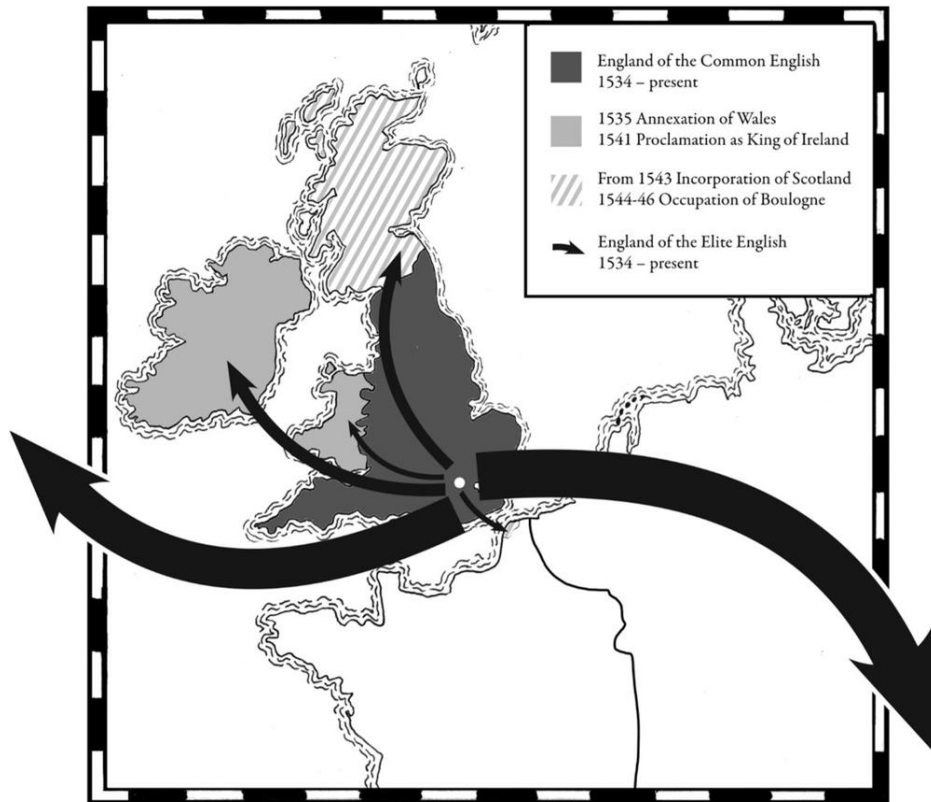 England of the Common English
1534 – present
1535 Annexation of Wales
1541 Proclamation as King of Ireland
From 1543 Incorporation of Scotland
1544-46 Occupation of Boulogne
England of the Elite English
1534 – present